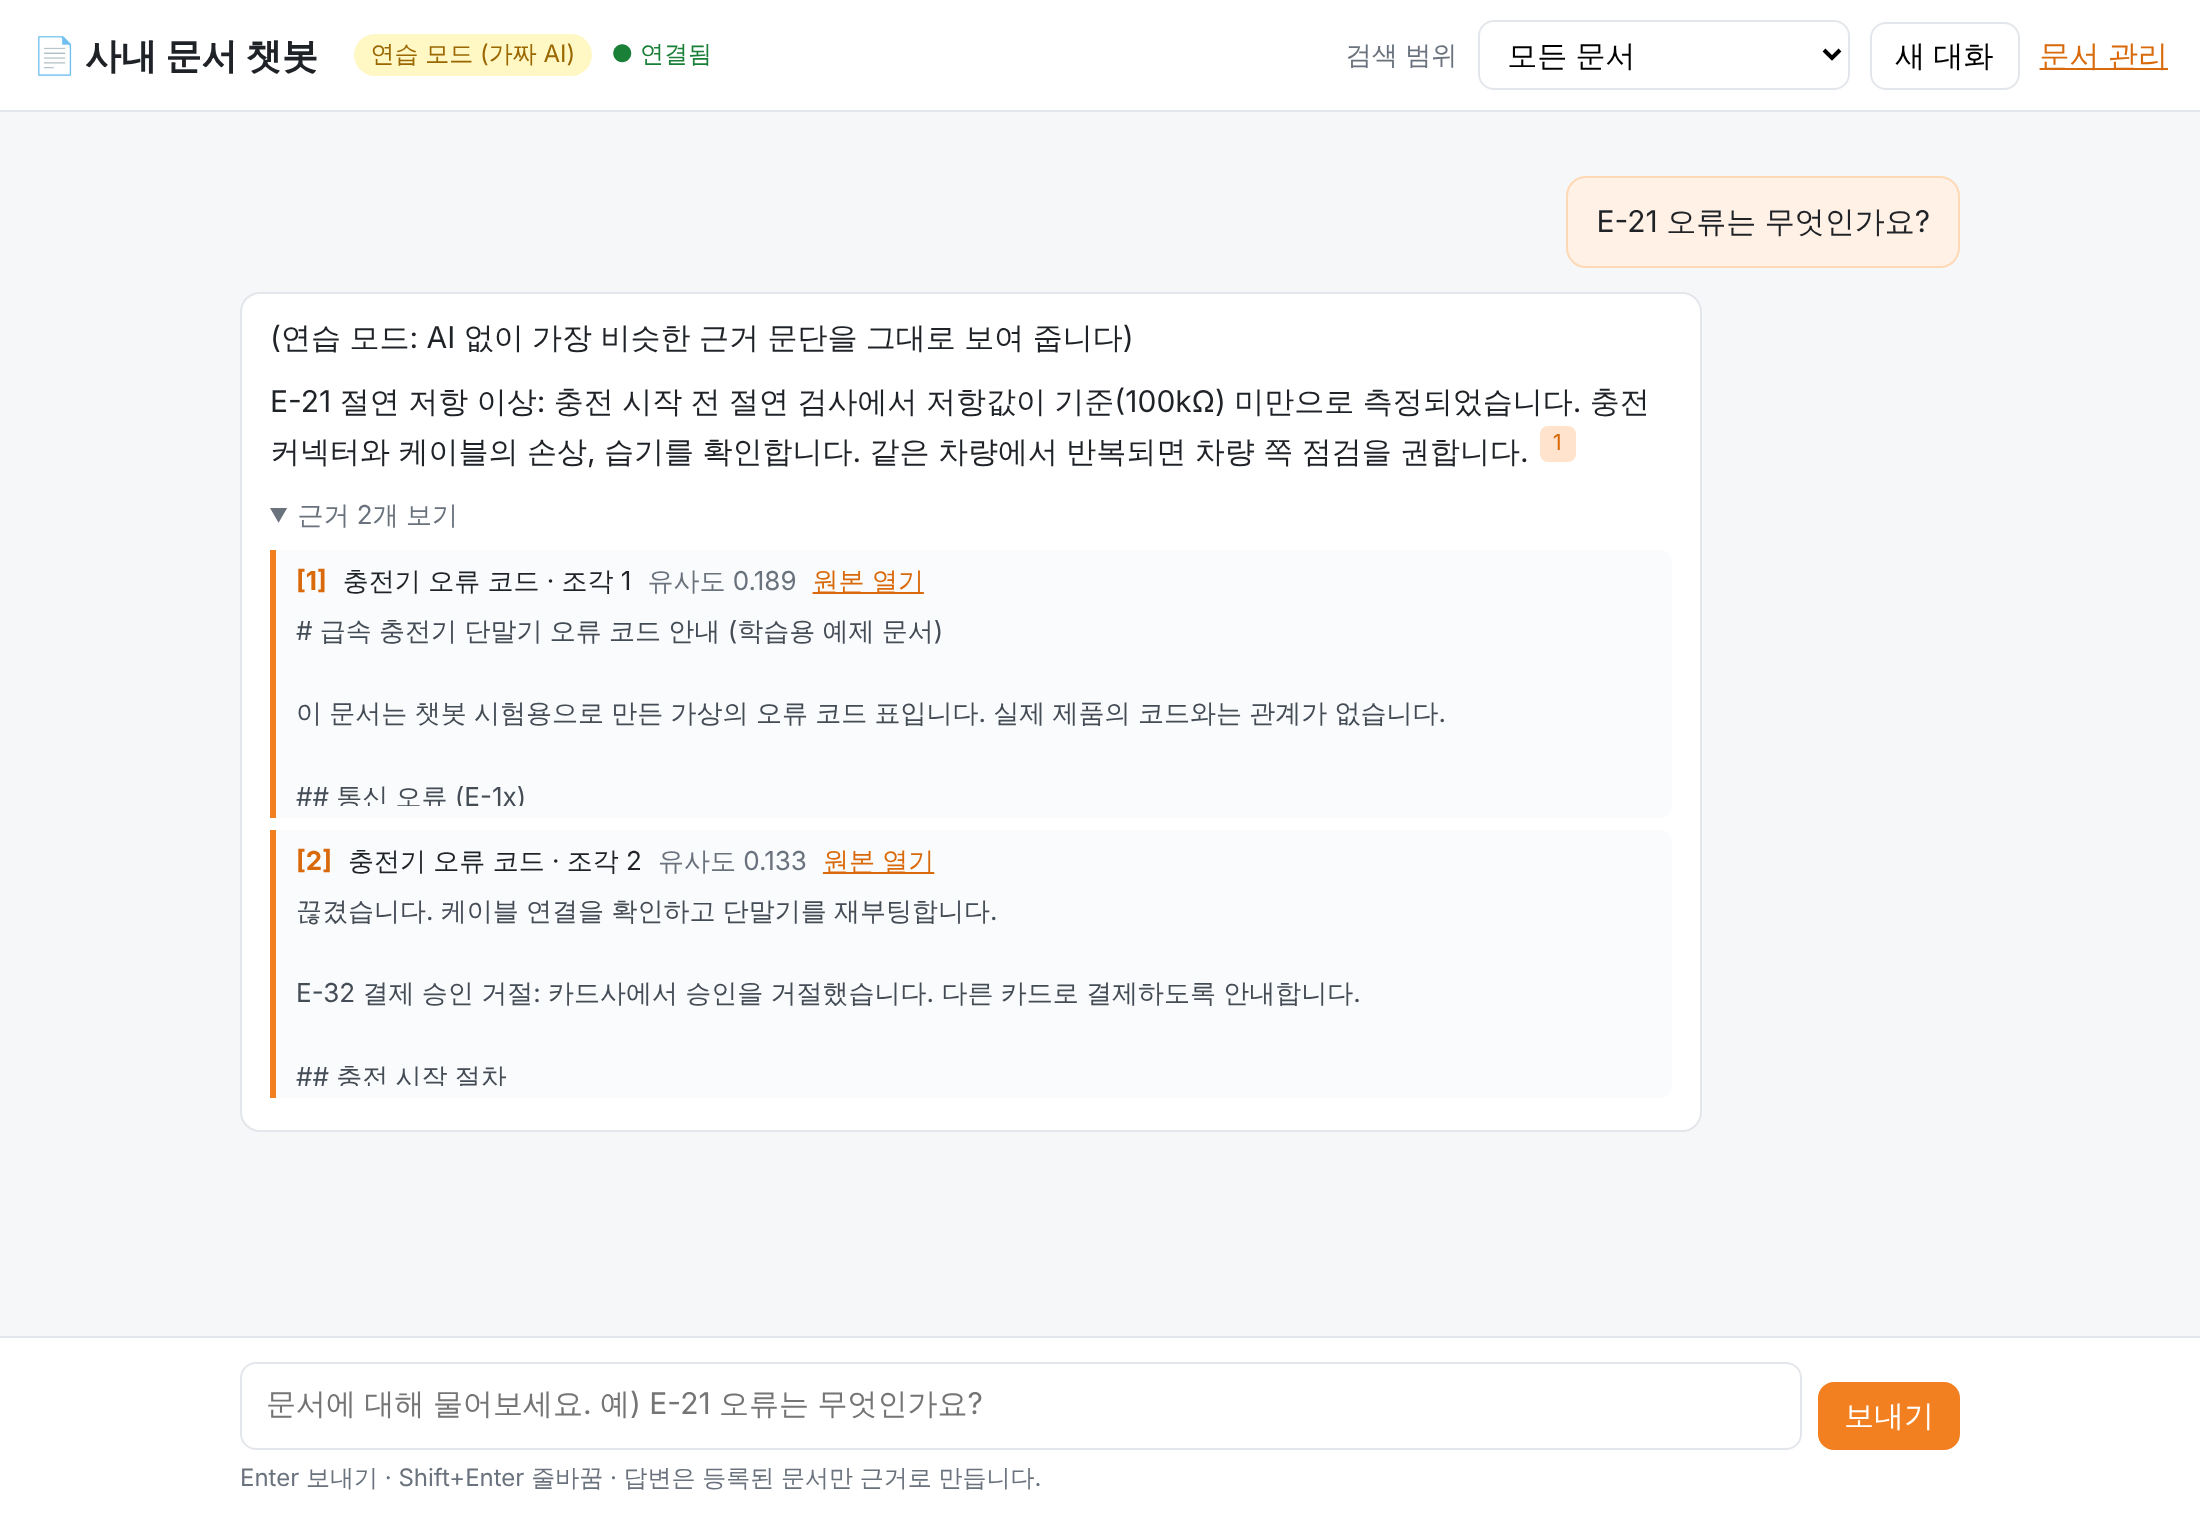 사내 문서 챗봇
연습 모드 (가짜 AI)
연결됨
검색 범위
모든 문서
새 대화
문서 관리
E-21 오류는 무엇인가요?
(연습 모드: AI 없이 가장 비슷한 근거 문단을 그대로 보여 줍니다)
E-21 절연 저항 이상: 충전 시작 전 절연 검사에서 저항값이 기준(100kΩ) 미만으로 측정되었습니다. 충전
커넥터와 케이블의 손상, 습기를 확인합니다. 같은 차량에서 반복되면 차량 쪽 점검을 권합니다. 1
▼ 근거 2개 보기
[1] 충전기 오류 코드 · 조각 1 유사도 0.189 원본 열기
# 급속 충전기 단말기 오류 코드 안내 (학습용 예제 문서)
이 문서는 챗봇 시험용으로 만든 가상의 오류 코드 표입니다. 실제 제품의 코드와는 관계가 없습니다.
## 통신 오류 (E-1x)
[2] 충전기 오류 코드 · 조각 2 유사도 0.133 원본 열기
끊겼습니다. 케이블 연결을 확인하고 단말기를 재부팅합니다.
E-32 결제 승인 거절: 카드사에서 승인을 거절했습니다. 다른 카드로 결제하도록 안내합니다.
## 충전 시작 절차
문서에 대해 물어보세요. 예) E-21 오류는 무엇인가요?
보내기
Enter 보내기 · Shift+Enter 줄바꿈 · 답변은 등록된 문서만 근거로 만듭니다.